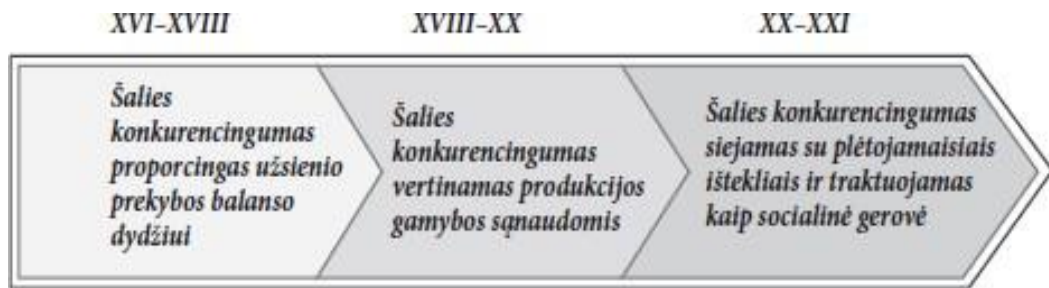 XVI–XVIII
XVIII–XX
XX–XXI
Šalies
konkurencingumas
proporcingas užsienio
prekybos balanso
dydžiui
Šalies
konkurencingumas
vertinamas produkcijos
gamybos sąnaudomis
Šalies konkurencingumas
siejamas su plėtojamaisiais
ištekliais ir traktuojamas
kaip socialinė gerovė